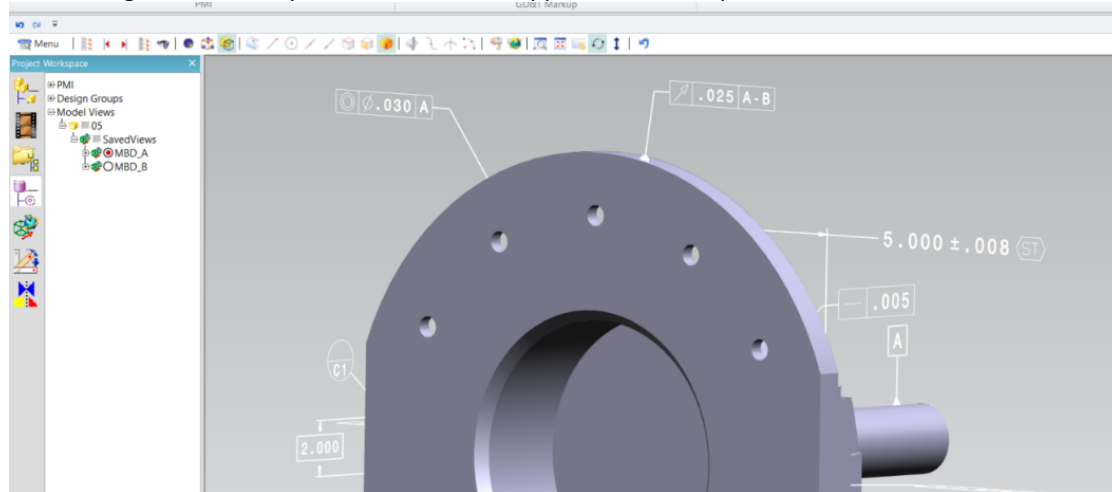 PMI
GD&T Markup
Menu
Project Workspace
PMI
Design Groups
Model Views
05
SavedViews
MBD_A
MBD_B
⌀.030 A
.025 A-B
5.000 ±.008 ST
.005
A
C1
2.000